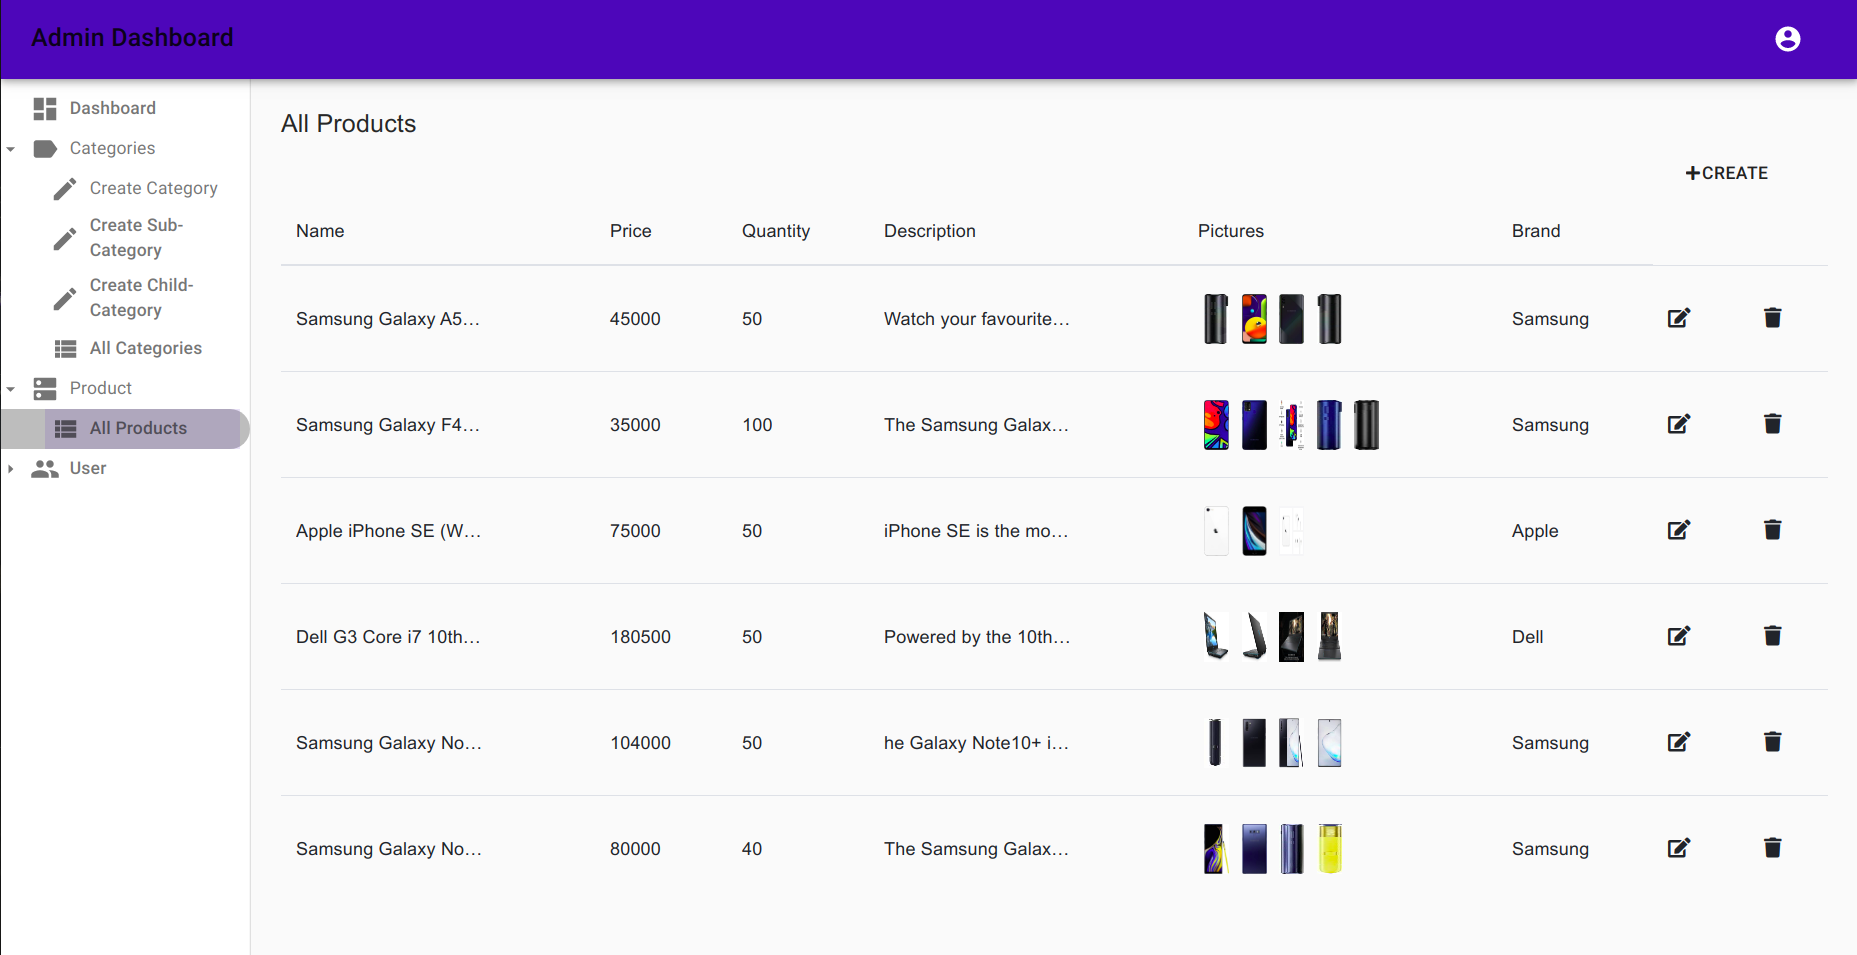 Admin Dashboard
Dashboard
Categories
Create Category
Create Sub-
Category
Create Child-
Category
All Categories
Product
All Products
User
All Products
CREATE
Name Price Quantity Description Pictures Brand
Samsung Galaxy A5... 45000 50 Watch your favourite... Samsung
Samsung Galaxy F4... 35000 100 The Samsung Galax... Samsung
Apple iPhone SE (W... 75000 50 iPhone SE is the mo... Apple
Dell G3 Core i7 10th... 180500 50 Powered by the 10th... Dell
Samsung Galaxy No... 104000 50 he Galaxy Note10+ i... Samsung
Samsung Galaxy No... 80000 40 The Samsung Galax... Samsung